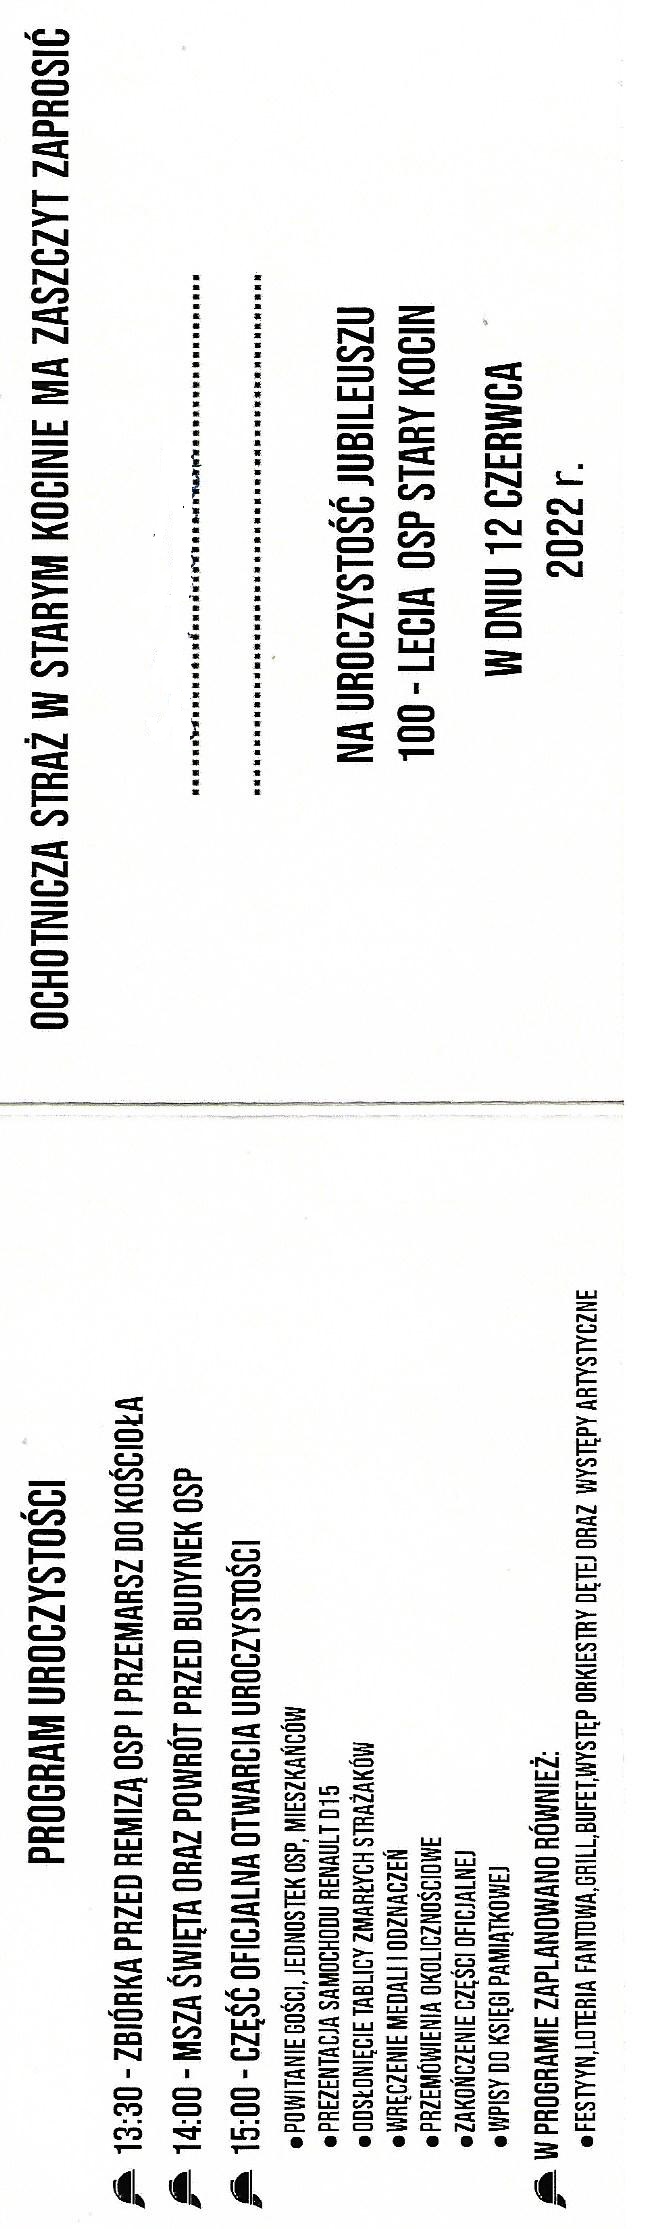 PROGRAM UROCZYSTOŚCI
13:30 - ZBIÓRKA PRZED REMIZĄ OSP I PRZEMARSZ DO KOŚCIOŁA
14:00 - MSZA ŚWIĘTA ORAZ POWRÓT PRZED BUDYNEK OSP
15:00 - CZĘŚĆ OFICJALNA OTWARCIA UROCZYSTOŚCI
●POWITANIE GOŚCI, JEDNOSTEK OSP, MIESZKAŃCÓW
●PREZENTACJA SAMOCHODU RENAULT D15
●ODSŁONIĘCIE TABLICY ZMARŁYCH STRAŻAKÓW
●WRĘCZENIE MEDALI I ODZNACZEŃ
●PRZEMÓWIENIA OKOLICZNOŚCIOWE
●ZAKOŃCZENIE CZĘŚCI OFICJALNEJ
●WPISY DO KSIĘGI PAMIĄTKOWEJ
W PROGRAMIE ZAPLANOWANO RÓWNIEŻ:
●FESTYYN,LOTERIA FANTOWA,GRILL,BUFET,WYSTĘP ORKIESTRY DĘTEJ ORAZ WYSTĘPY ARTYSTYCZNE
OCHOTNICZA STRAŻ W STARYM KOCINIE MA ZASZCZYT ZAPROSIĆ
NA UROCZYSTOŚĆ JUBILEUSZU
100 - LECIA OSP STARY KOCIN
W DNIU 12 CZERWCA
2022 r.